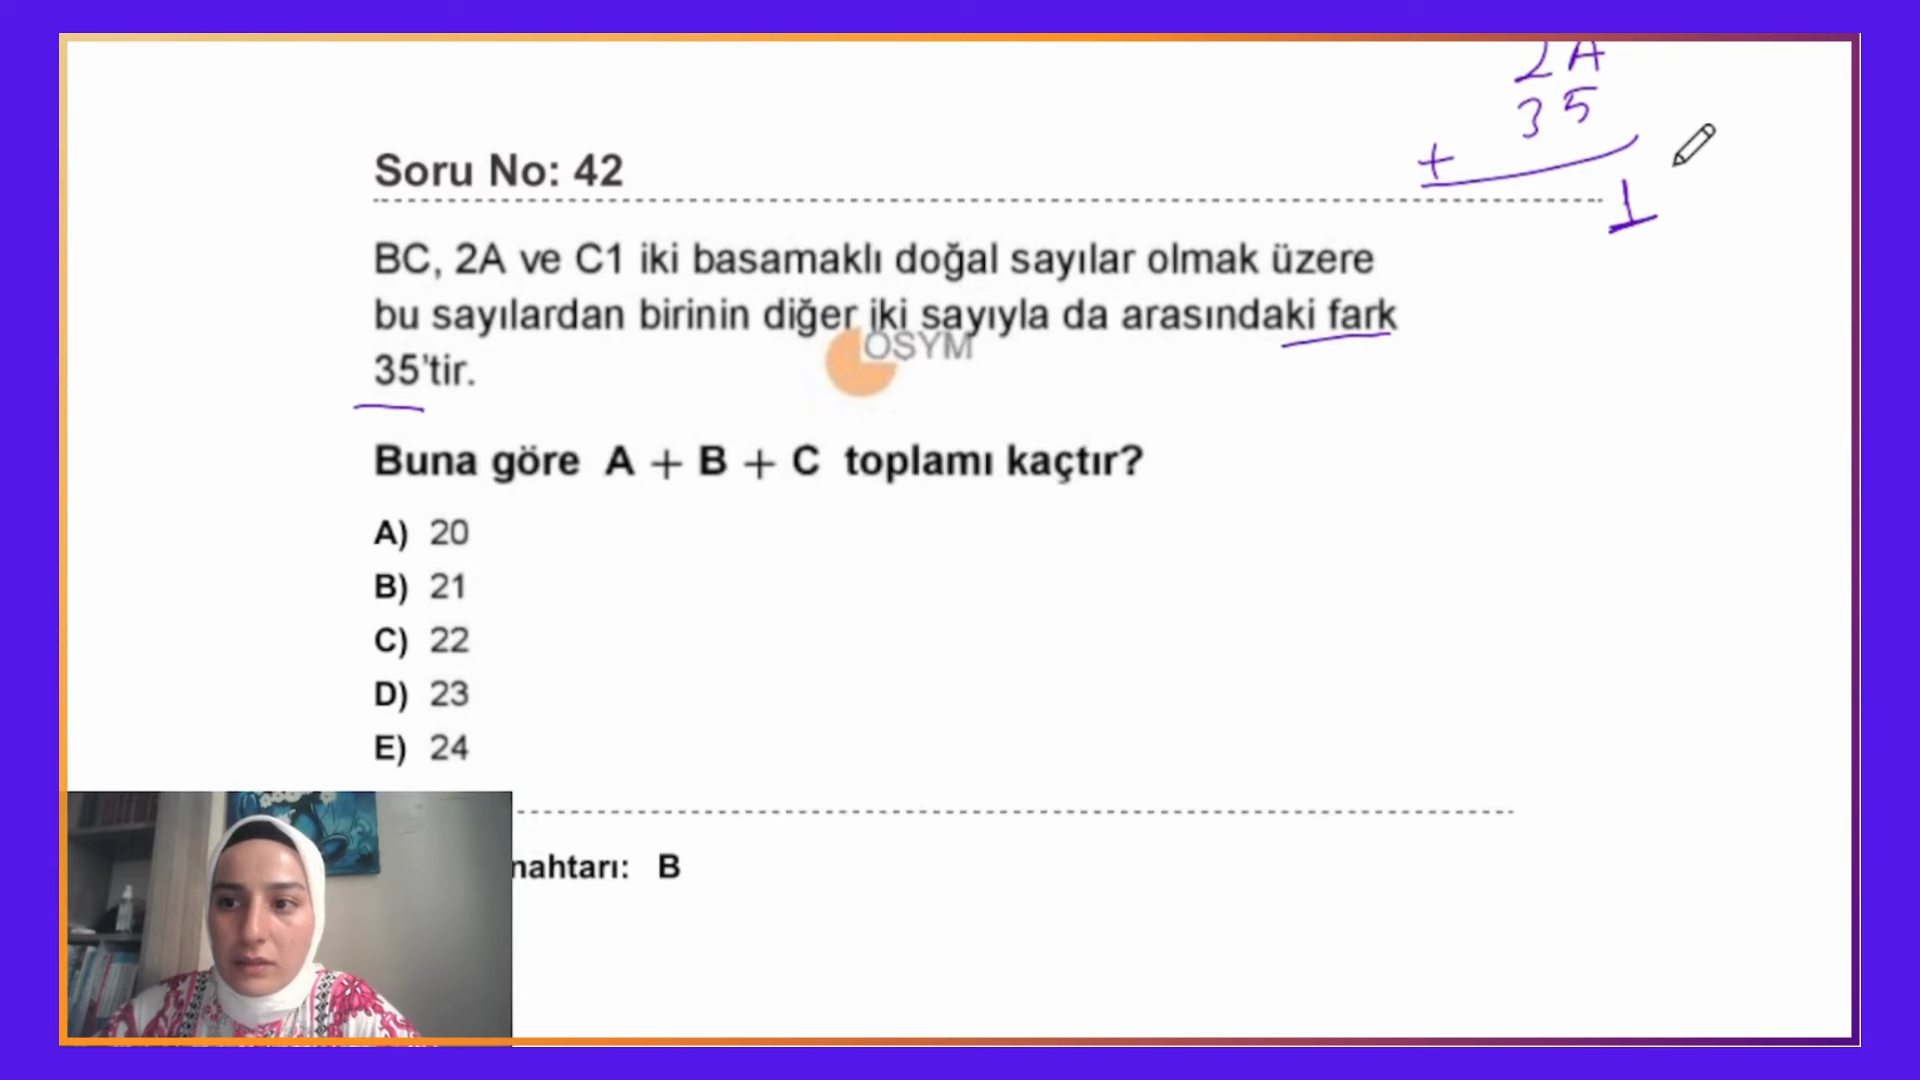 2A
35
+
1
Soru No: 42
BC, 2A ve C1 iki basamaklı doğal sayılar olmak üzere
bu sayılardan birinin diğer iki sayıyla da arasındaki fark
ÖSYM
35'tir.
Buna göre A + B + C toplamı kaçtır?
A) 20
B) 21
C) 22
D) 23
E) 24
nahtarı: B